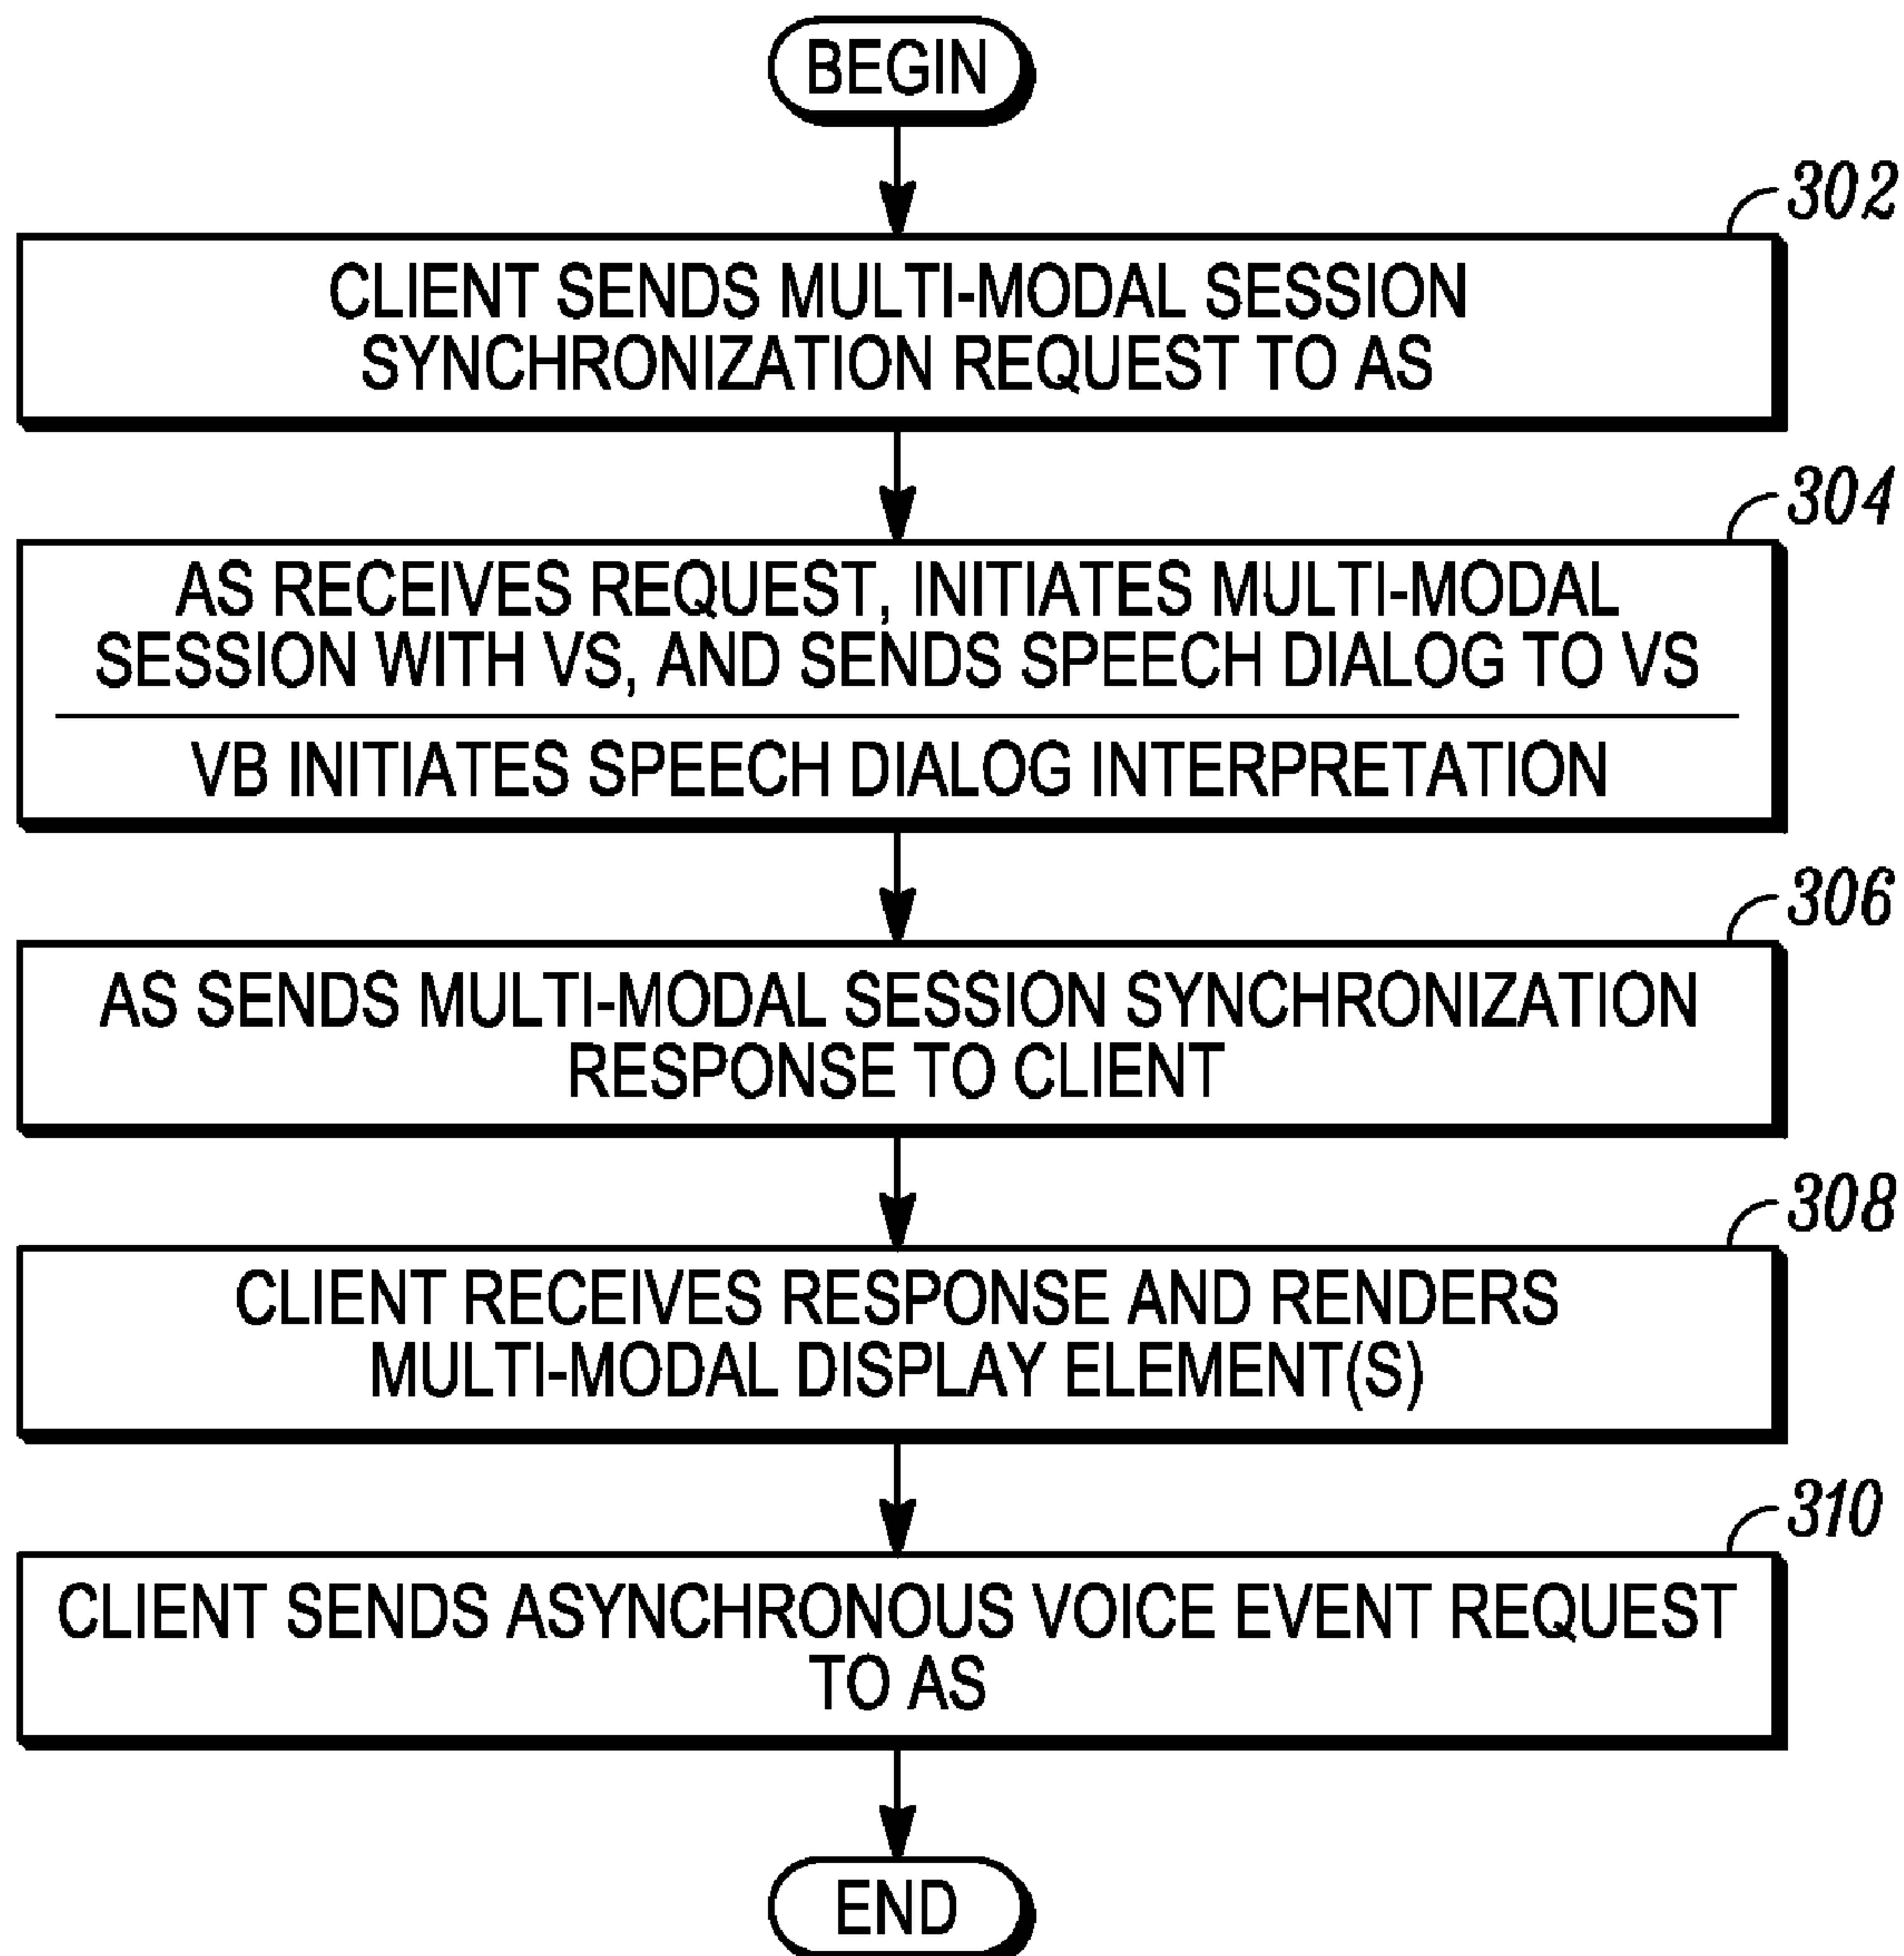 BEGIN
302
CLIENT SENDS MULTI-MODAL SESSION
SYNCHRONIZATION REQUEST TO AS
304
AS RECEIVES REQUEST, INITIATES MULTI-MODAL
SESSION WITH VS, AND SENDS SPEECH DIALOG TO VS
VB INITIATES SPEECH DIALOG INTERPRETATION
306
AS SENDS MULTI-MODAL SESSION SYNCHRONIZATION
RESPONSE TO CLIENT
308
CLIENT RECEIVES RESPONSE AND RENDERS
MULTI-MODAL DISPLAY ELEMENT(S)
310
CLIENT SENDS ASYNCHRONOUS VOICE EVENT REQUEST
TO AS
END